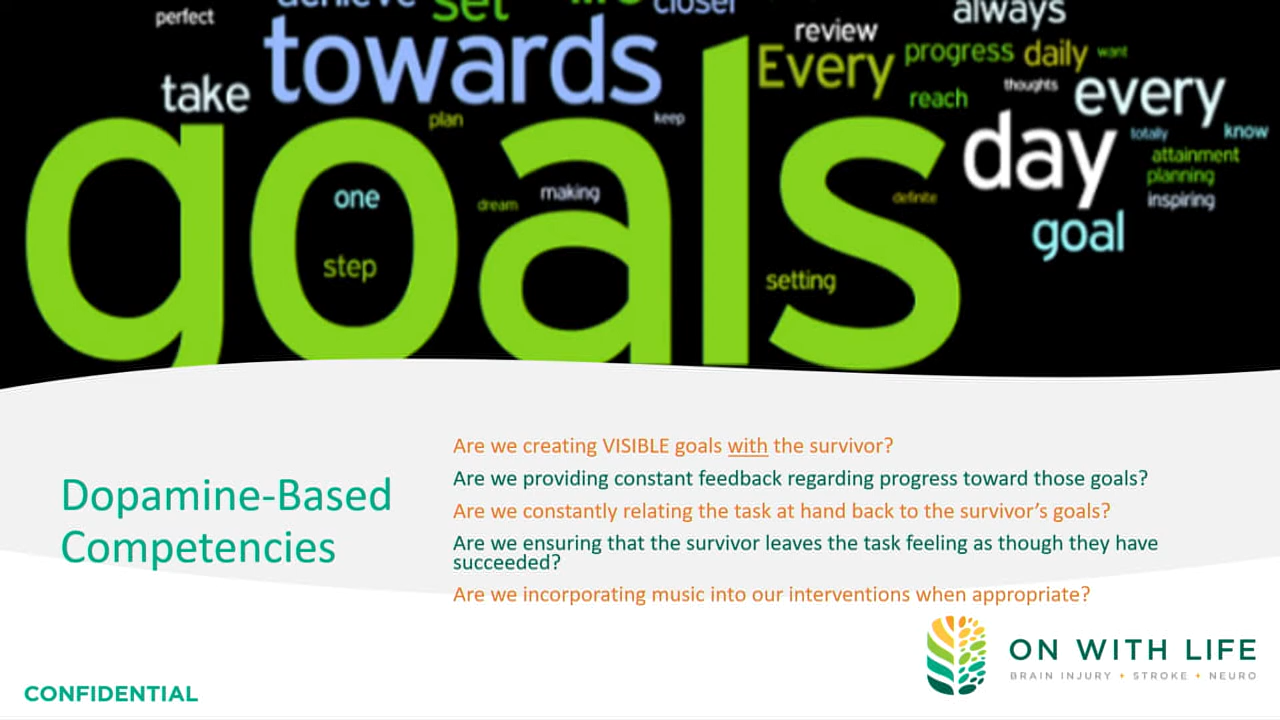 achieve set life closer always
perfect
towards
review
Every progress daily want
take
reach
thoughts
every
plan
keep
goals
day
totally
know
attainment
planning
inspiring
one
making
dream
definite
goal
step
setting
Dopamine-Based
Competencies
Are we creating VISIBLE goals with the survivor?
Are we providing constant feedback regarding progress toward those goals?
Are we constantly relating the task at hand back to the survivor’s goals?
Are we ensuring that the survivor leaves the task feeling as though they have
succeeded?
Are we incorporating music into our interventions when appropriate?
ON WITH LIFE
BRAIN INJURY + STROKE + NEURO
CONFIDENTIAL